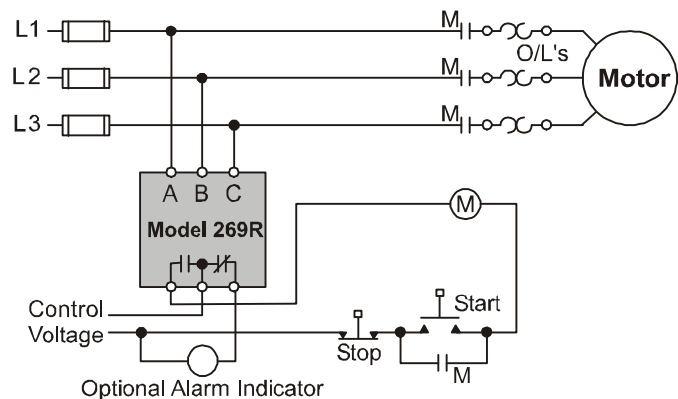 L1
M
O/L's
L2
M
Motor
L3
M
A B C
Model 269R
M
Control
Voltage
Start
Stop
M
Optional Alarm Indicator